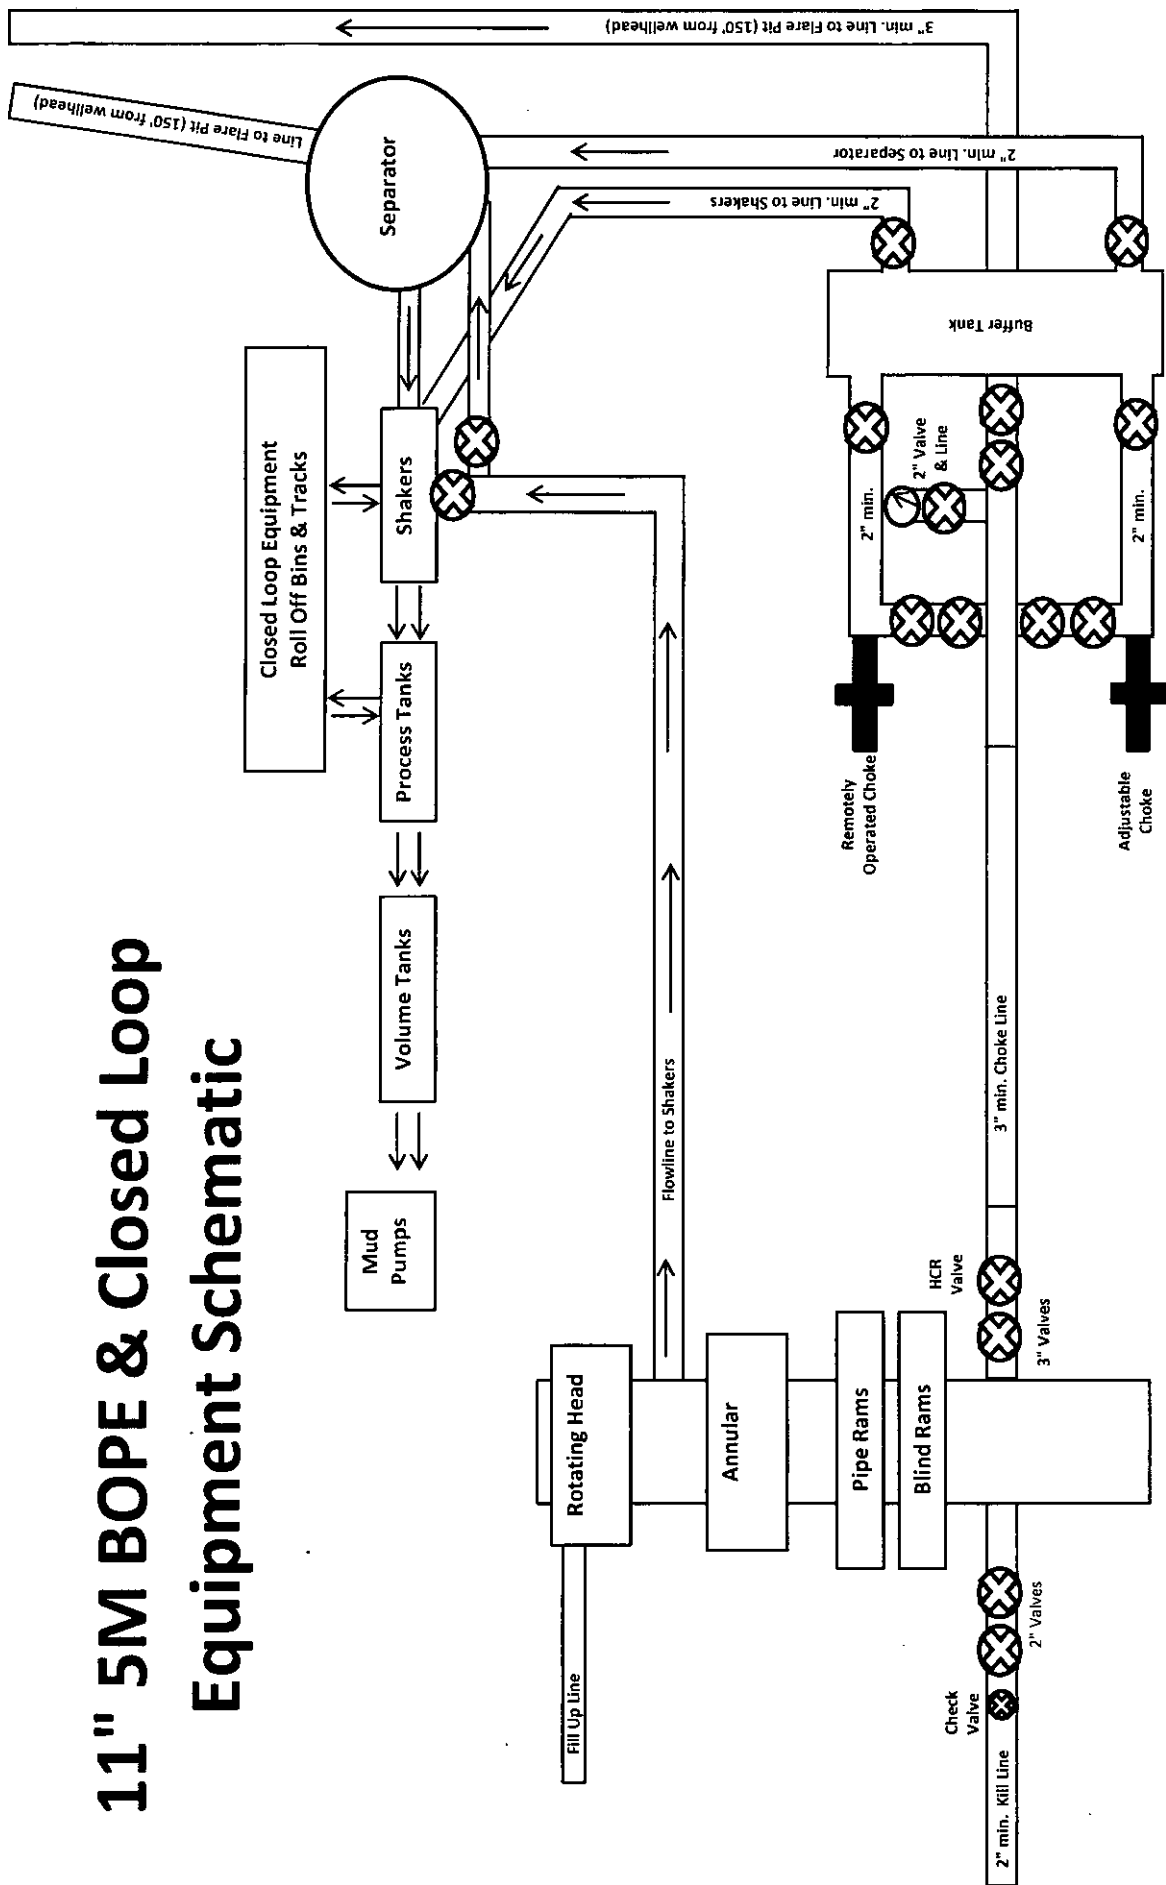 11" 5M BOPE & Closed Loop
Equipment Schematic
Closed Loop Equipment
Roll Off Bins & Tracks
Line to Flare Pit (150' from wellhead)
3" min. Line to Flare Pit (150' from wellhead)
Mud
Pumps
Volume Tanks
Process Tanks
Shakers
Separator
Fill Up Line
Rotating Head
Flowline to Shakers
2" min. Line to Shakers
2" min. Line to Separator
Annular
Pipe Rams
Blind Rams
Remotely
Operated Choke
2" min.
2" Valve
& Line
Buffer Tank
Check
Valve
HCR
Valve
2" min. Kill Line
3" min. Choke Line
2" Valves
3" Valves
Adjustable
Choke
2" min.